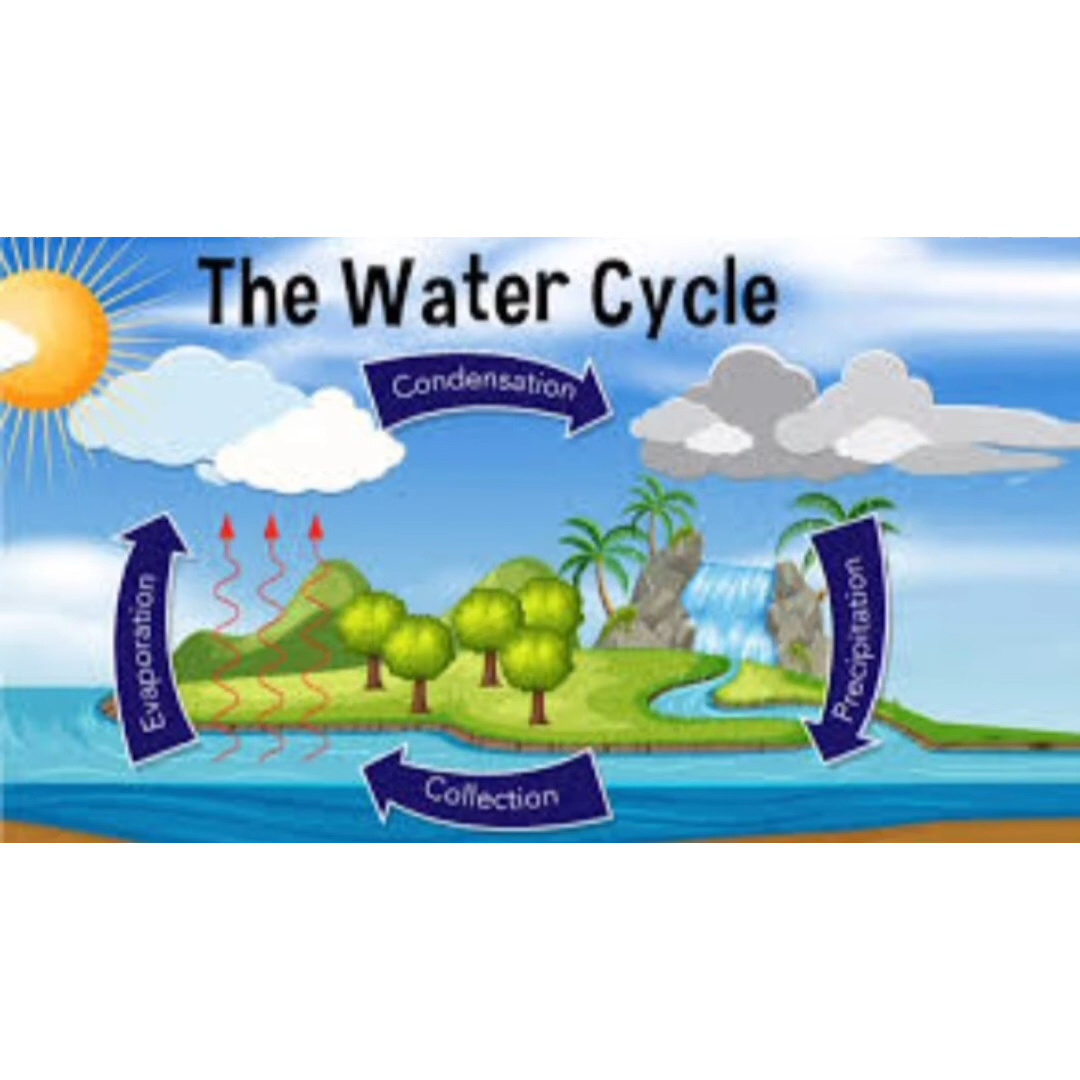 The Water Cycle
Condensation
Evaporation
Precipitation
Collection